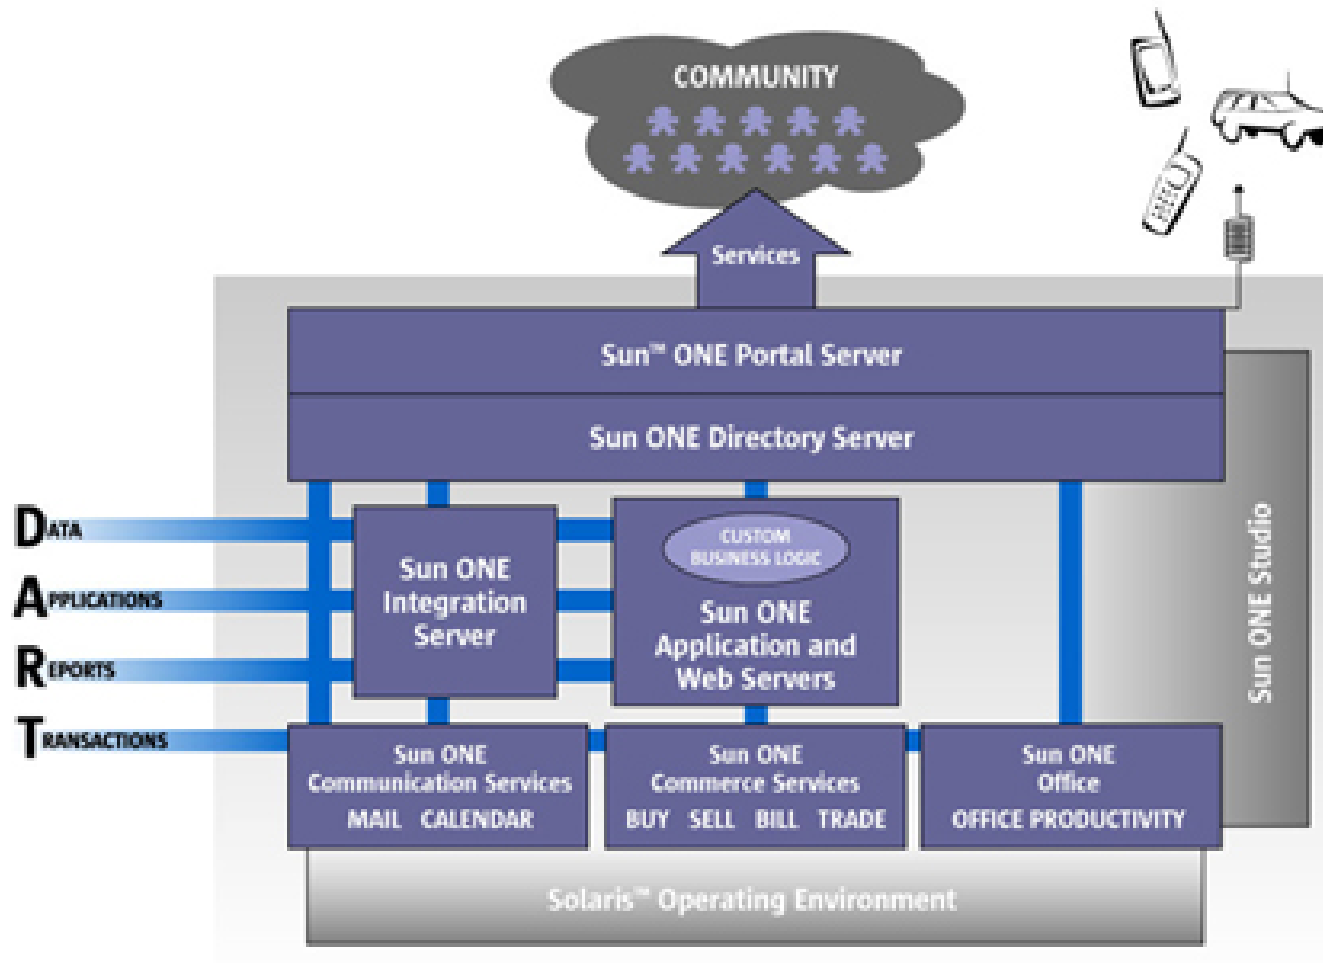 COMMUNITY
Services
Sun™ ONE Portal Server
Sun ONE Directory Server
DATA
APPLICATIONS
REPORTS
TRANSACTIONS
Sun ONE
Integration
Server
CUSTOM
BUSINESS LOGIC
Sun ONE
Application and
Web Servers
Sun ONE Studio
Sun ONE
Communication Services
MAIL CALENDAR
Sun ONE
Commerce Services
BUY SELL BILL TRADE
Sun ONE
Office
OFFICE PRODUCTIVITY
Solaris™ Operating Environment